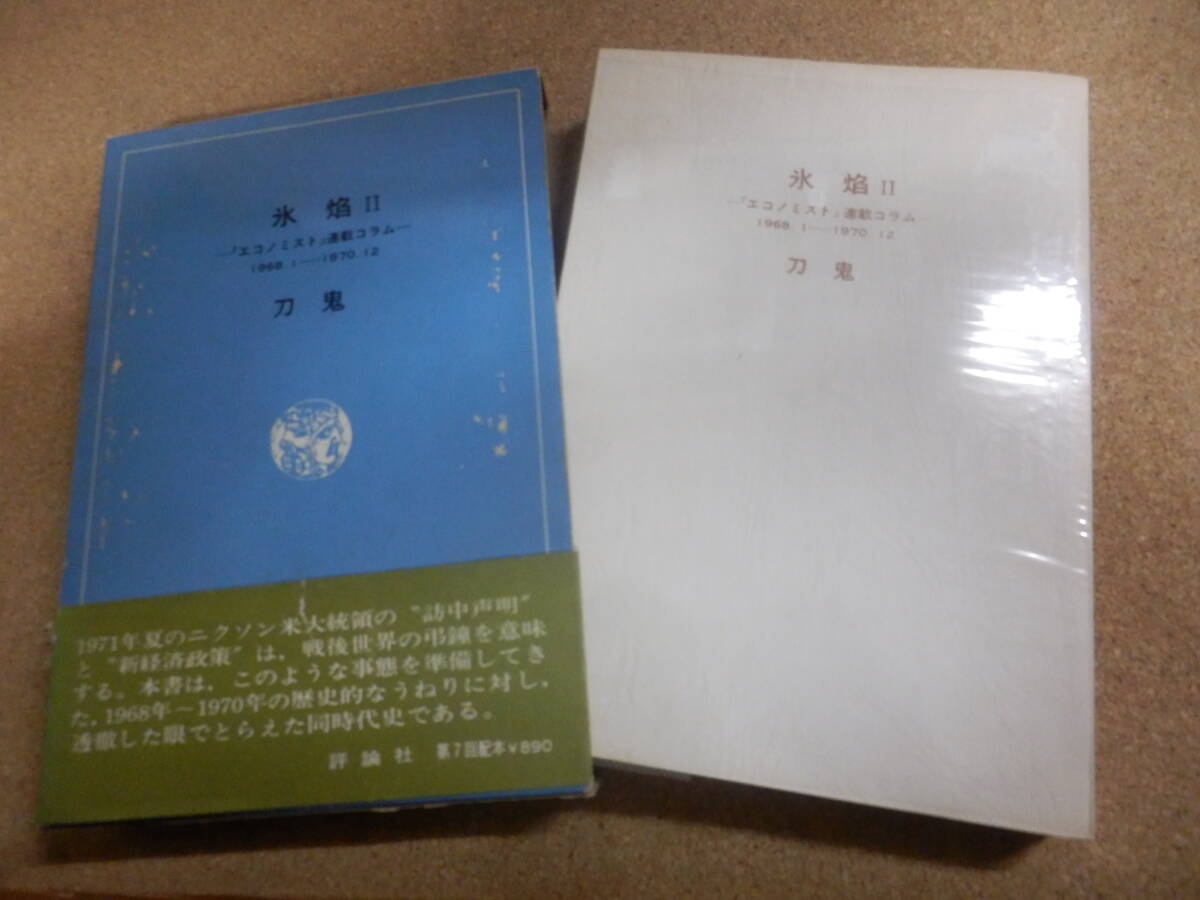 氷 焔 II
―『エコノミスト』連載コラム―
1968. 1――1970. 12
刀 鬼
1971年夏のニクソン米大統領の“訪中声明”
と“新経済政策”は，戦後世界の弔鐘を意味
する。本書は，このような事態を準備してき
た，1968年～1970年の歴史的なうねりに対し，
透徹した眼でとらえた同時代史である。
評論社 第7回配本¥890
氷 焔 II
―『エコノミスト』連載コラム―
1968. 1――1970. 12
刀 鬼